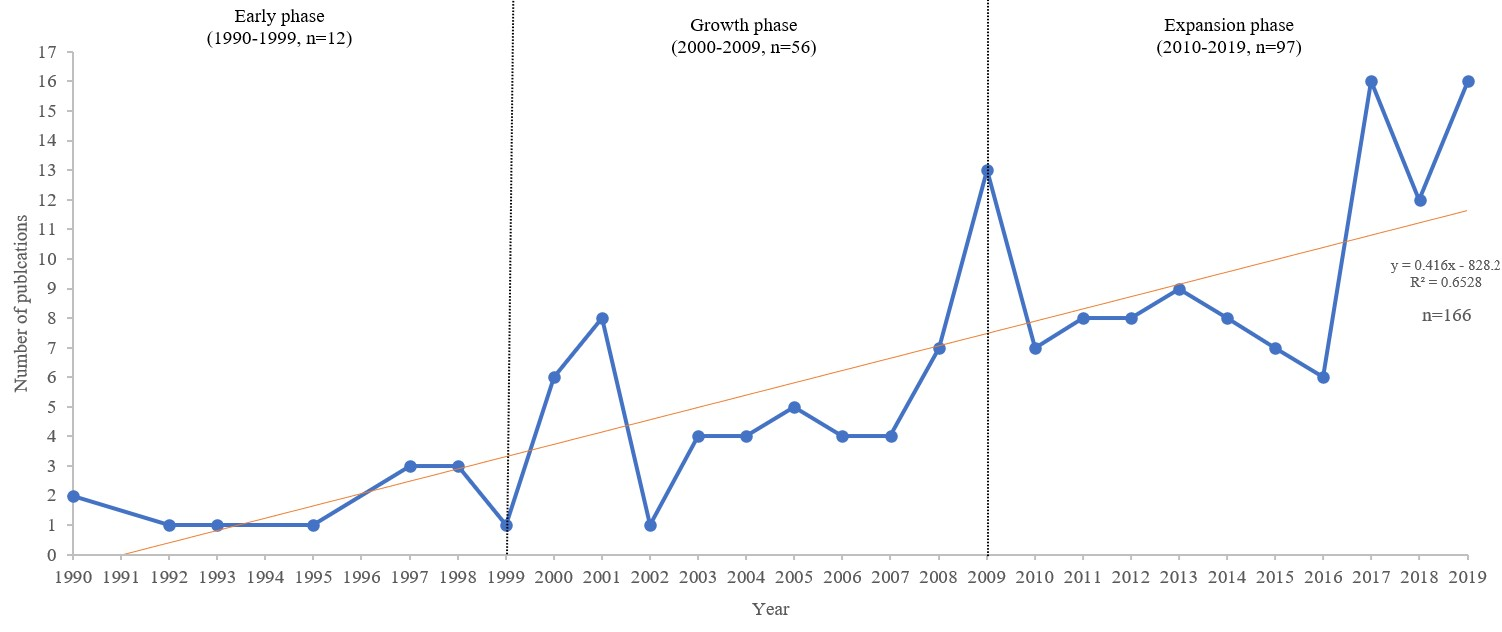 Early phase
(1990-1999, n=12)
Growth phase
(2000-2009, n=56)
Expansion phase
(2010-2019, n=97)
17
16
15
14
13
12
11
10
9
8
7
6
5
4
3
2
1
0
Number of publcations
y = 0.416x - 828.2
R² = 0.6528
n=166
1990 1991 1992 1993 1994 1995 1996 1997 1998 1999 2000 2001 2002 2003 2004 2005 2006 2007 2008 2009 2010 2011 2012 2013 2014 2015 2016 2017 2018 2019
Year